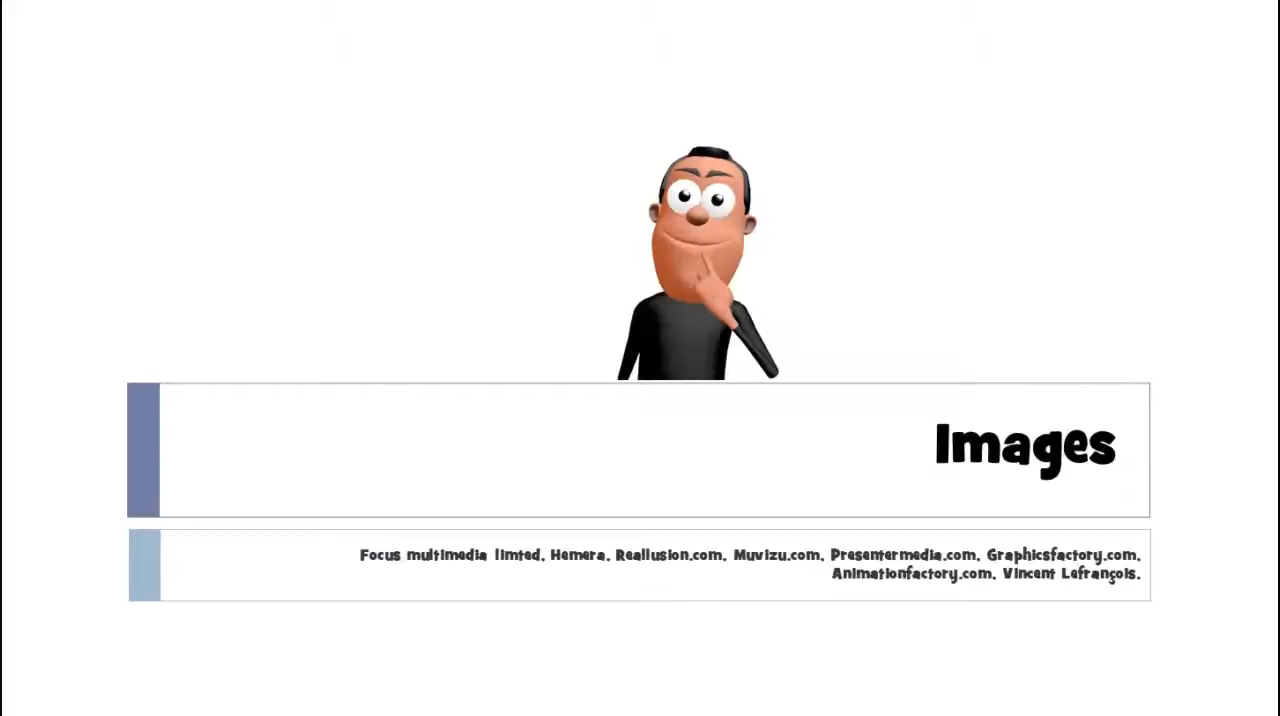 Images
Focus multimedia limted, Hemera, Reallusion.com, Muvizu.com, Presentermedia.com, Graphicsfactory.com,
Animationfactory.com, Vincent Lefrançois.